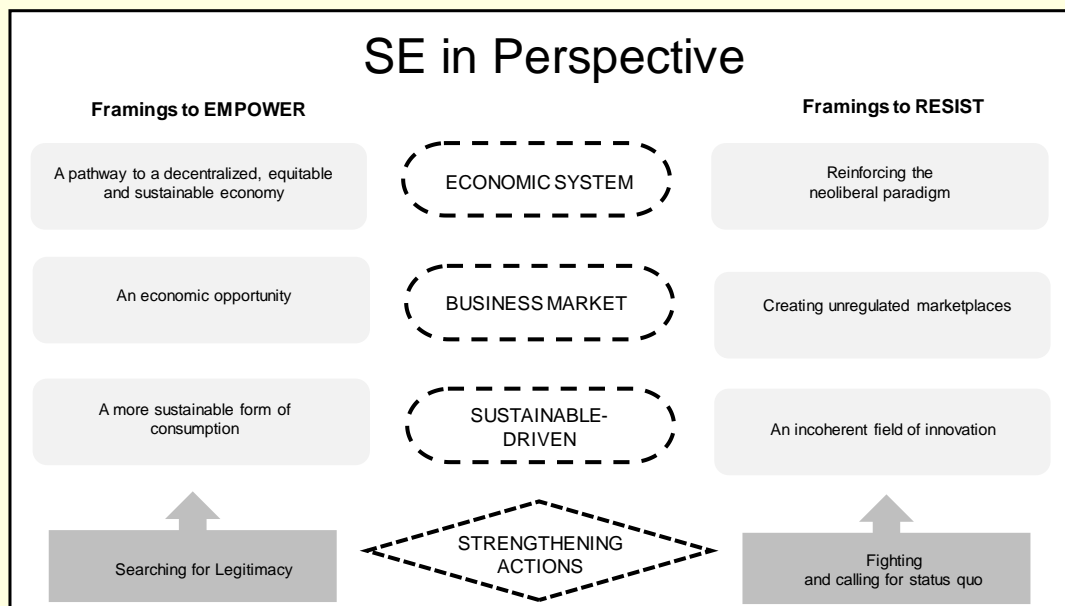 SE in Perspective
Framings to EMPOWER
Framings to RESIST
A pathway to a decentralized, equitable
and sustainable economy
ECONOMIC SYSTEM
Reinforcing the
neoliberal paradigm
An economic opportunity
BUSINESS MARKET
Creating unregulated marketplaces
A more sustainable form of
consumption
SUSTAINABLE-
DRIVEN
An incoherent field of innovation
Searching for Legitimacy
STRENGTHENING
ACTIONS
Fighting
and calling for status quo